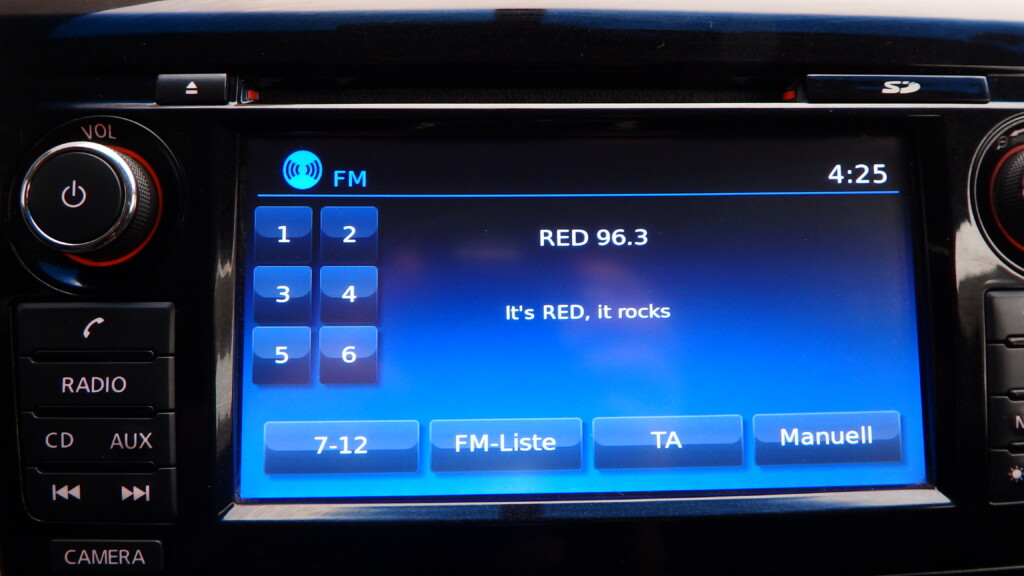 VOL
FM 4:25
1 2
RED 96.3
3 4
It's RED, it rocks
5 6
RADIO
CD AUX
7-12 FM-Liste TA Manuell
CAMERA
SD